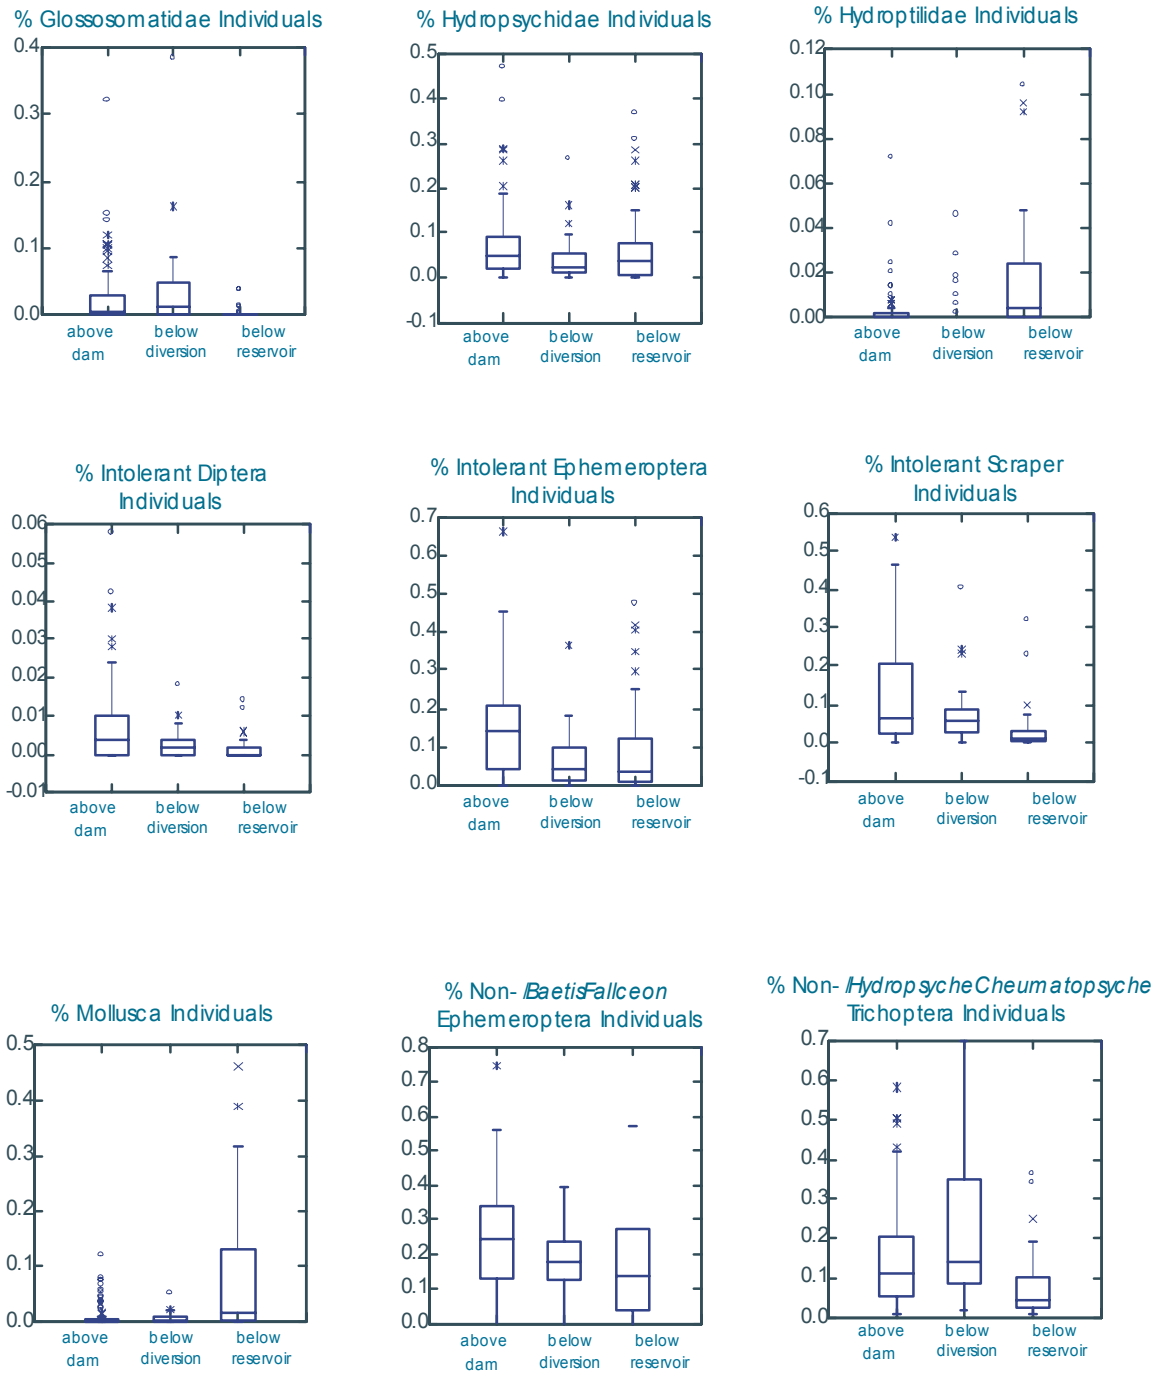 % Glossosomatidae Individuals
0.4
0.3
0.2
0.1
0.0
above dam
below diversion
below reservoir
% Hydropsychidae Individuals
0.5
0.4
0.3
0.2
0.1
0.0
-0.1
above dam
below diversion
below reservoir
% Hydroptilidae Individuals
0.12
0.10
0.08
0.06
0.04
0.02
0.00
above dam
below diversion
below reservoir
% Intolerant Diptera
Individuals
0.06
0.05
0.04
0.03
0.02
0.01
0.00
-0.01
above dam
below diversion
below reservoir
% Intolerant Ephemeroptera
Individuals
0.7
0.6
0.5
0.4
0.3
0.2
0.1
0.0
above dam
below diversion
below reservoir
% Intolerant Scraper
Individuals
0.6
0.5
0.4
0.3
0.2
0.1
0.0
-0.1
above dam
below diversion
below reservoir
% Mollusca Individuals
0.5
0.4
0.3
0.2
0.1
0.0
above dam
below diversion
below reservoir
% Non- /BaetisFallceon
Ephemeroptera Individuals
0.8
0.7
0.6
0.5
0.4
0.3
0.2
0.1
0.0
above dam
below diversion
below reservoir
% Non- /HydropsycheCheumatopsyche
Trichoptera Individuals
0.7
0.6
0.5
0.4
0.3
0.2
0.1
0.0
above dam
below diversion
below reservoir